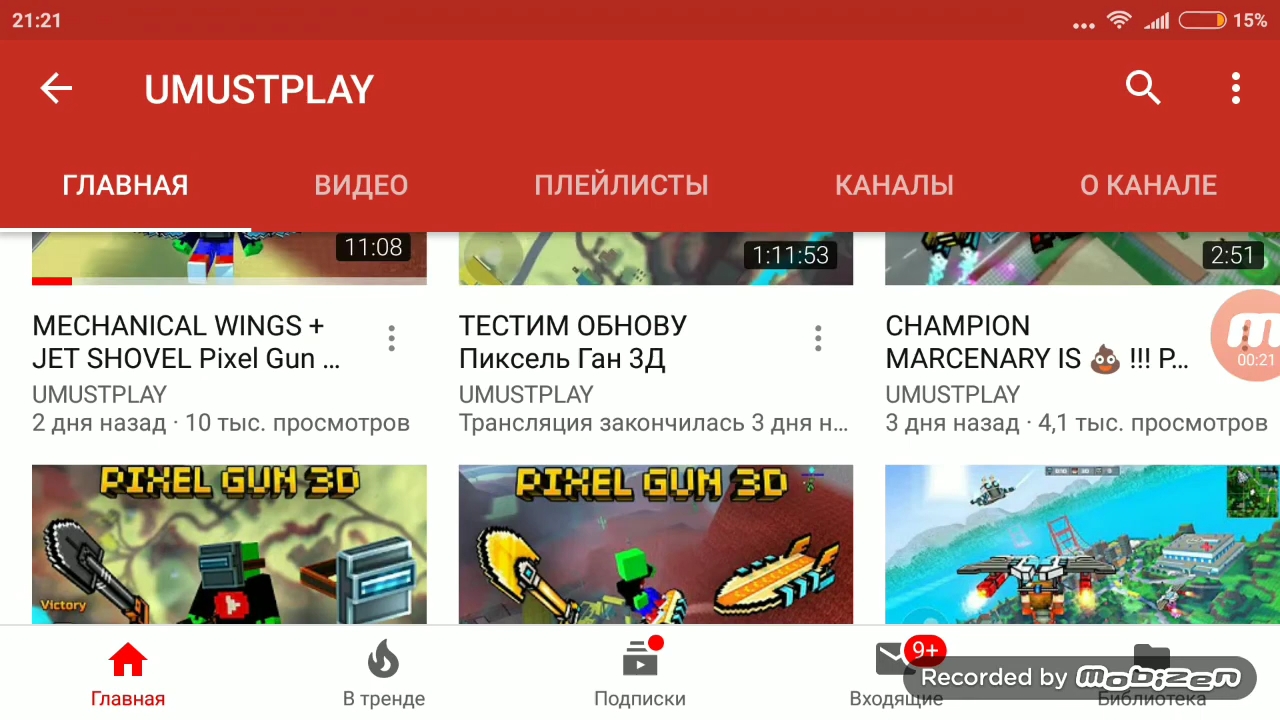 21:21
15%
UMUSTPLAY
ГЛАВНАЯ
ВИДЕО
ПЛЕЙЛИСТЫ
КАНАЛЫ
О КАНАЛЕ
11:08
1:11:53
2:51
MECHANICAL WINGS +
JET SHOVEL Pixel Gun ...
UMUSTPLAY
2 дня назад · 10 тыс. просмотров
ТЕСТИМ ОБНОВУ
Пиксель Ган 3Д
UMUSTPLAY
Трансляция закончилась 3 дня н...
CHAMPION
MARCENARY IS 💩 !!! P...
UMUSTPLAY
3 дня назад · 4,1 тыс. просмотров
00:21
PIXEL GUN 3D
Victory
PIXEL GUN 3D
Главная
В тренде
Подписки
9+
Входящие
Библиотека
Recorded by Mobizen